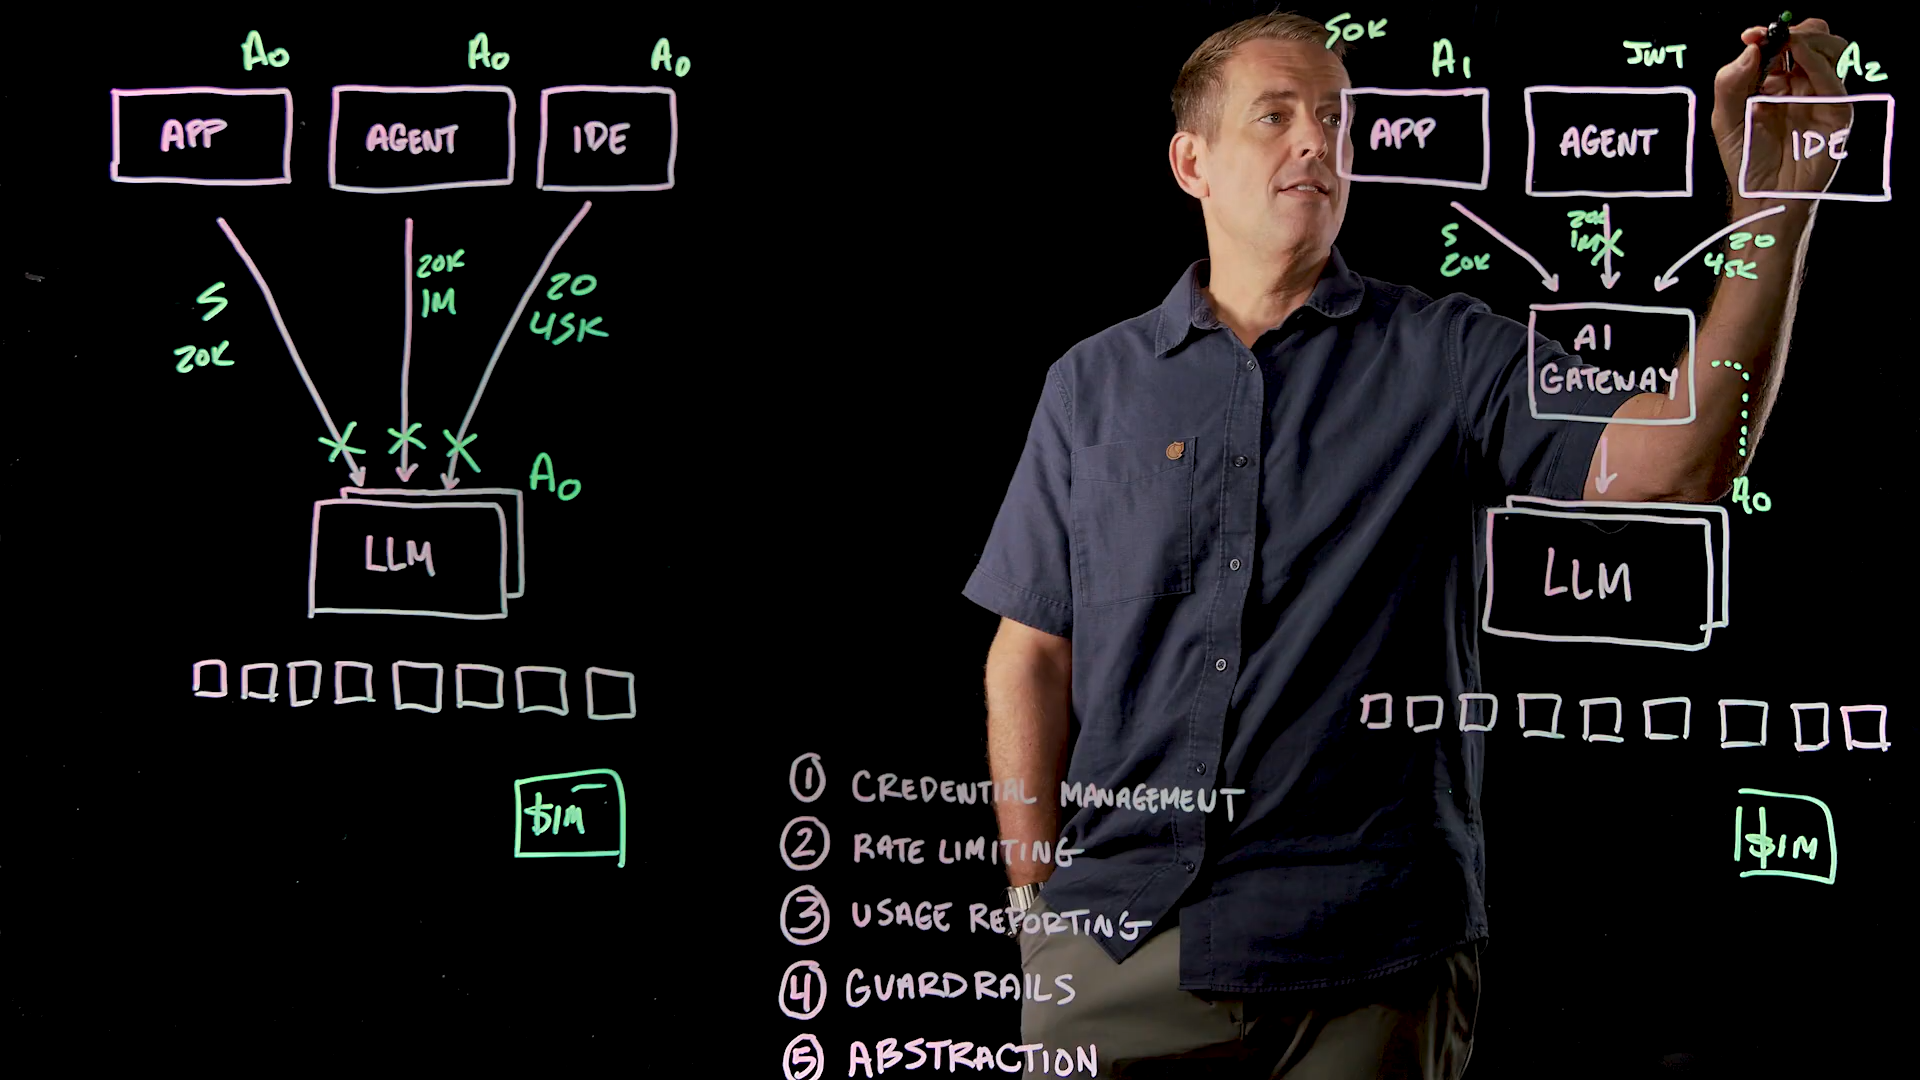 A0
A0
A0
APP
AGENT
IDE
5
20K
20K
1M
20
45K
A0
LLM
$1M
50K
A1
JWT
A2
APP
AGENT
IDE
5
20K
20K
1M
20
45K
AI
GATEWAY
A0
LLM
$1M
1 CREDENTIAL MANAGEMENT
2 RATE LIMITING
3 USAGE REPORTING
4 GUARDRAILS
5 ABSTRACTION